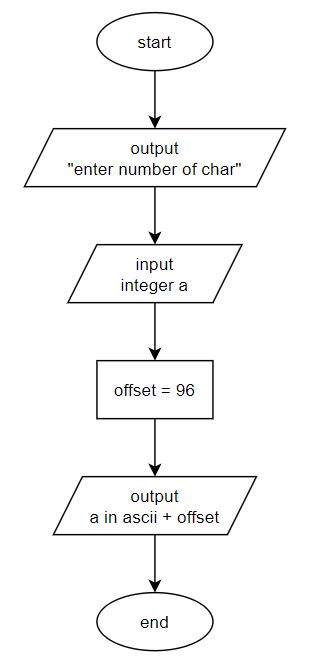 start
output
"enter number of char"
input
integer a
offset = 96
output
a in ascii + offset
end